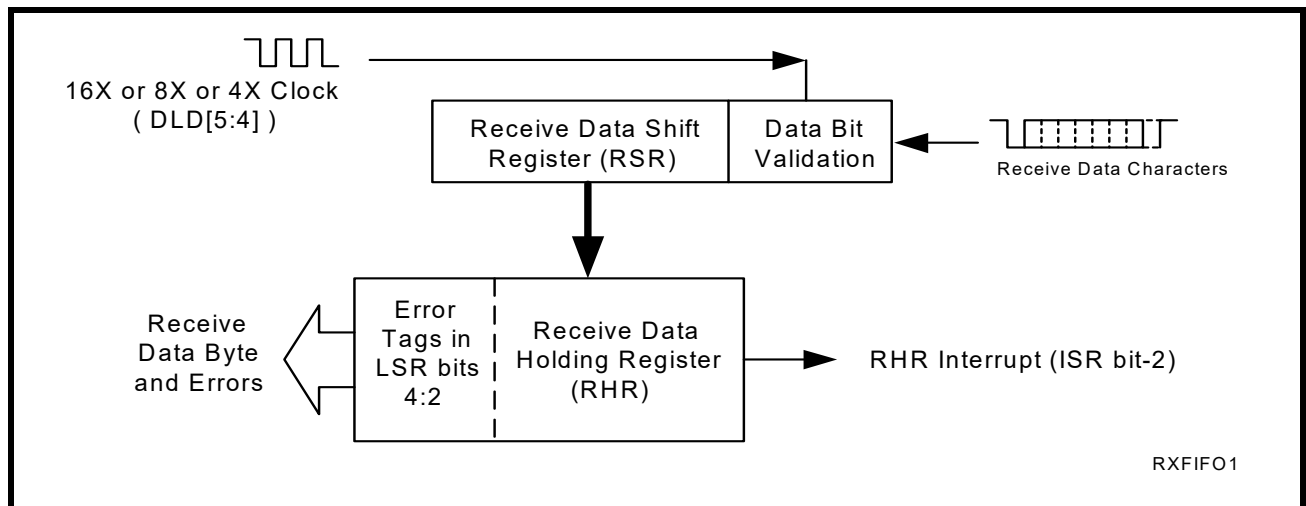 16X or 8X or 4X Clock
( DLD[5:4] )
Receive Data Shift
Register (RSR)
Data Bit
Validation
Receive Data Characters
Receive
Data Byte
and Errors
Error
Tags in
LSR bits
4:2
Receive Data
Holding Register
(RHR)
RHR Interrupt (ISR bit-2)
RXFIFO1